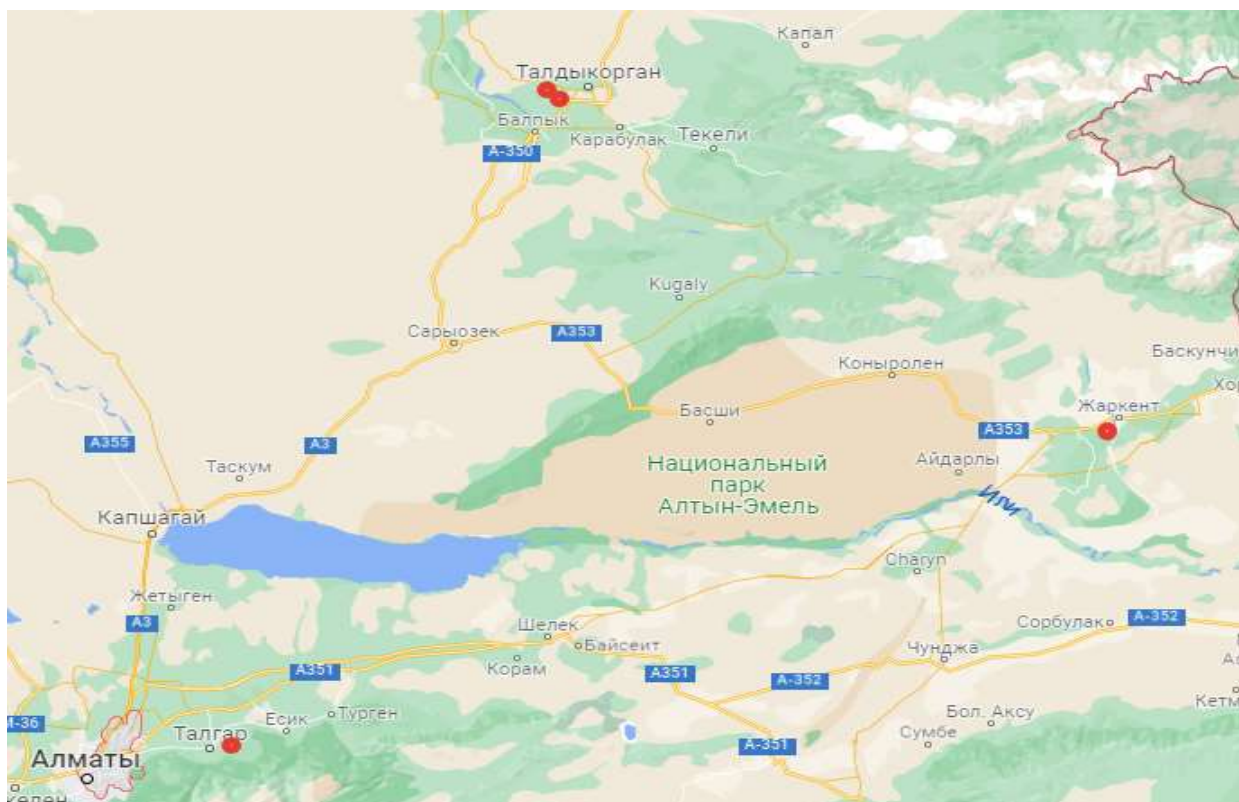 Капал
Талдыкорган
Балпык
Карабулак
Текели
А-350
Kugaly
Сарыозек
А353
Коныролен
Баскунчи
Хор
Жаркент
Басши
А353
А3
А355
Таскум
Айдарлы
Национальный
парк
Алтын-Эмель
Или
Капшагай
Charyn
Жетыген
А3
Шелек
Байсеит
Сорбулак
А-352
Чунджа
Корам
А351
А351
А-352
Кетм
Тургень
Есик
Бол. Аксу
Талгар
Сумбе
А-351
Алматы